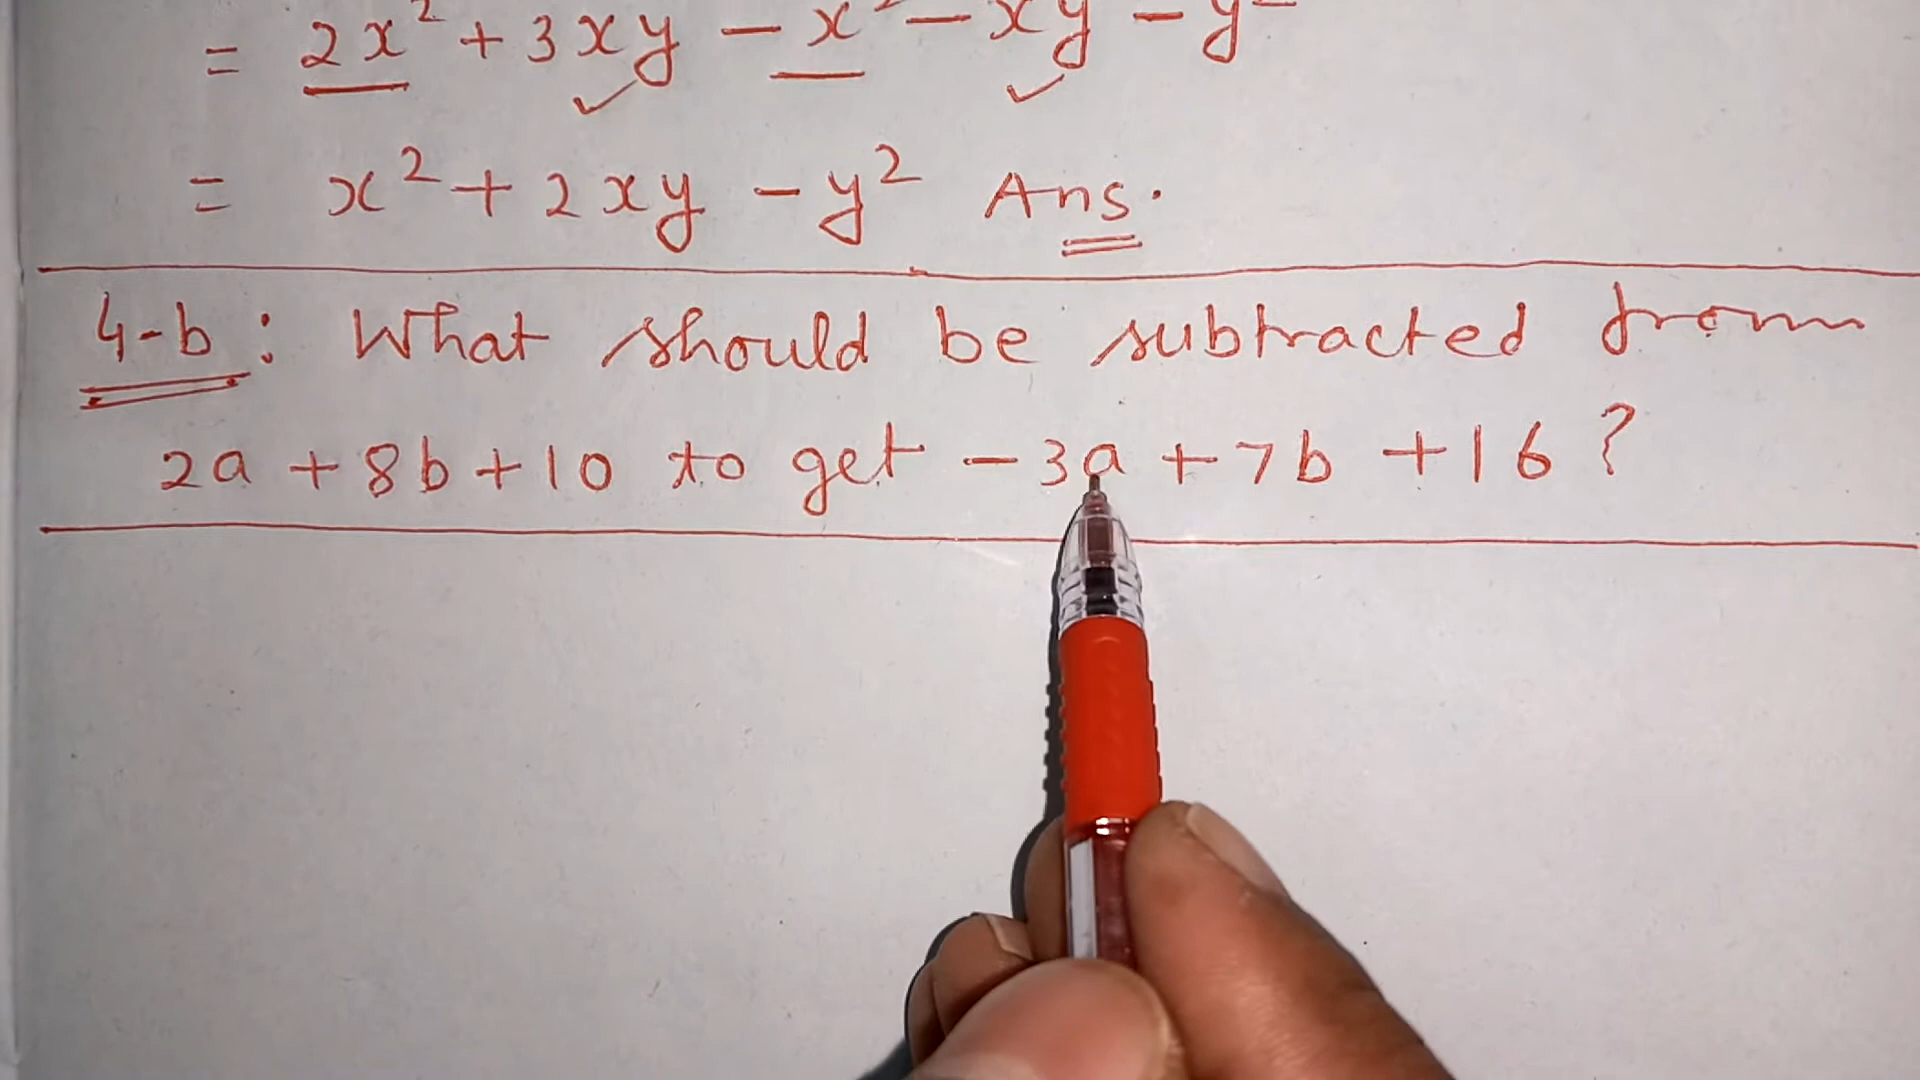 = 2x² + 3xy - x² - xy - y²
= x² + 2xy - y² Ans.
4-b: What should be subtracted from
2a + 8b + 10 to get - 3a + 7b + 16 ?